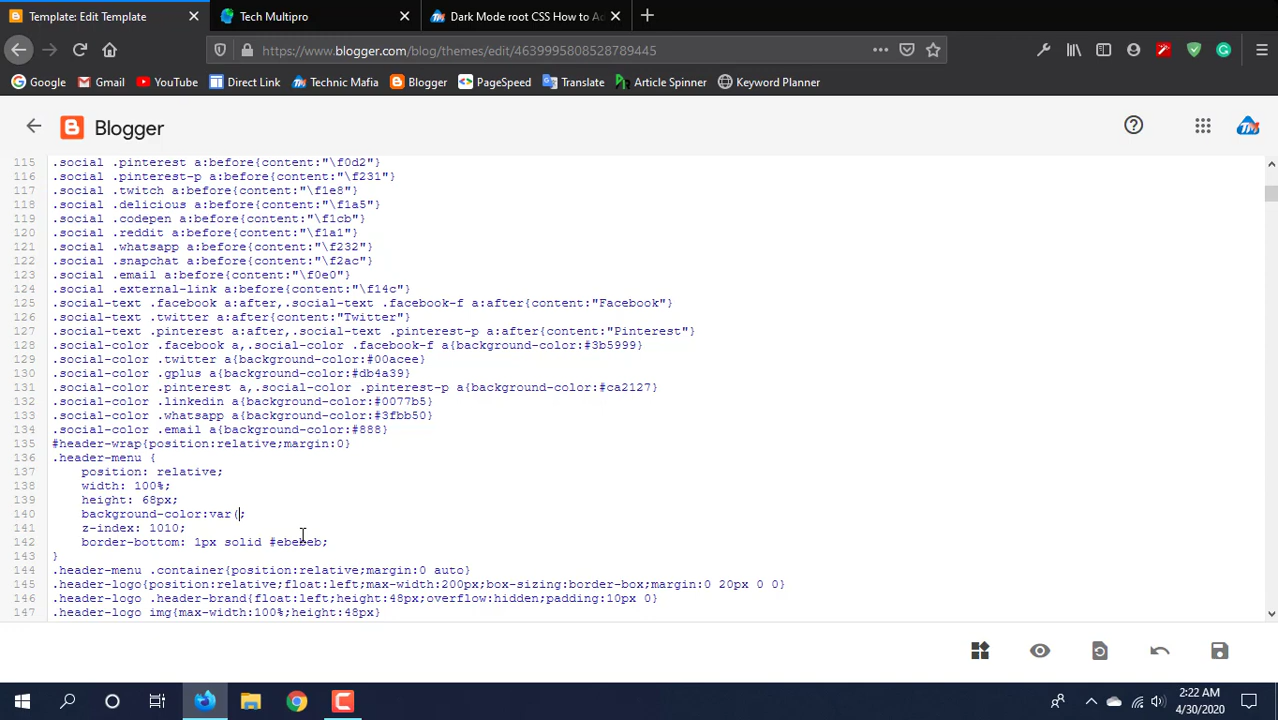 Template: Edit Template
Tech Multipro
Dark Mode root CSS How to Ac
https://www.blogger.com/blog/themes/edit/4639995808528789445
Google Gmail YouTube Direct Link Technic Mafia Blogger PageSpeed Translate Article Spinner Keyword Planner
Blogger
115 .social .pinterest a:before{content:"\f0d2"}
116 .social .pinterest-p a:before{content:"\f231"}
117 .social .twitch a:before{content:"\f1e8"}
118 .social .delicious a:before{content:"\f1a5"}
119 .social .codepen a:before{content:"\f1cb"}
120 .social .reddit a:before{content:"\f1a1"}
121 .social .whatsapp a:before{content:"\f232"}
122 .social .snapchat a:before{content:"\f2ac"}
123 .social .email a:before{content:"\f0e0"}
124 .social .external-link a:before{content:"\f14c"}
125 .social-text .facebook a:after,.social-text .facebook-f a:after{content:"Facebook"}
126 .social-text .twitter a:after{content:"Twitter"}
127 .social-text .pinterest a:after,.social-text .pinterest-p a:after{content:"Pinterest"}
128 .social-color .facebook a,.social-color .facebook-f a{background-color:#3b5999}
129 .social-color .twitter a{background-color:#00acee}
130 .social-color .gplus a{background-color:#db4a39}
131 .social-color .pinterest a,.social-color .pinterest-p a{background-color:#ca2127}
132 .social-color .linkedin a{background-color:#0077b5}
133 .social-color .whatsapp a{background-color:#3fbb50}
134 .social-color .email a{background-color:#888}
135 #header-wrap{position:relative;margin:0}
136 .header-menu {
137 position: relative;
138 width: 100%;
139 height: 68px;
140 background-color:var(;
141 z-index: 1010;
142 border-bottom: 1px solid #ebebeb;
143 }
144 .header-menu .container{position:relative;margin:0 auto}
145 .header-logo{position:relative;float:left;max-width:200px;box-sizing:border-box;margin:0 20px 0 0}
146 .header-logo .header-brand{float:left;height:48px;overflow:hidden;padding:10px 0}
147 .header-logo img{max-width:100%;height:48px}
2:22 AM
4/30/2020